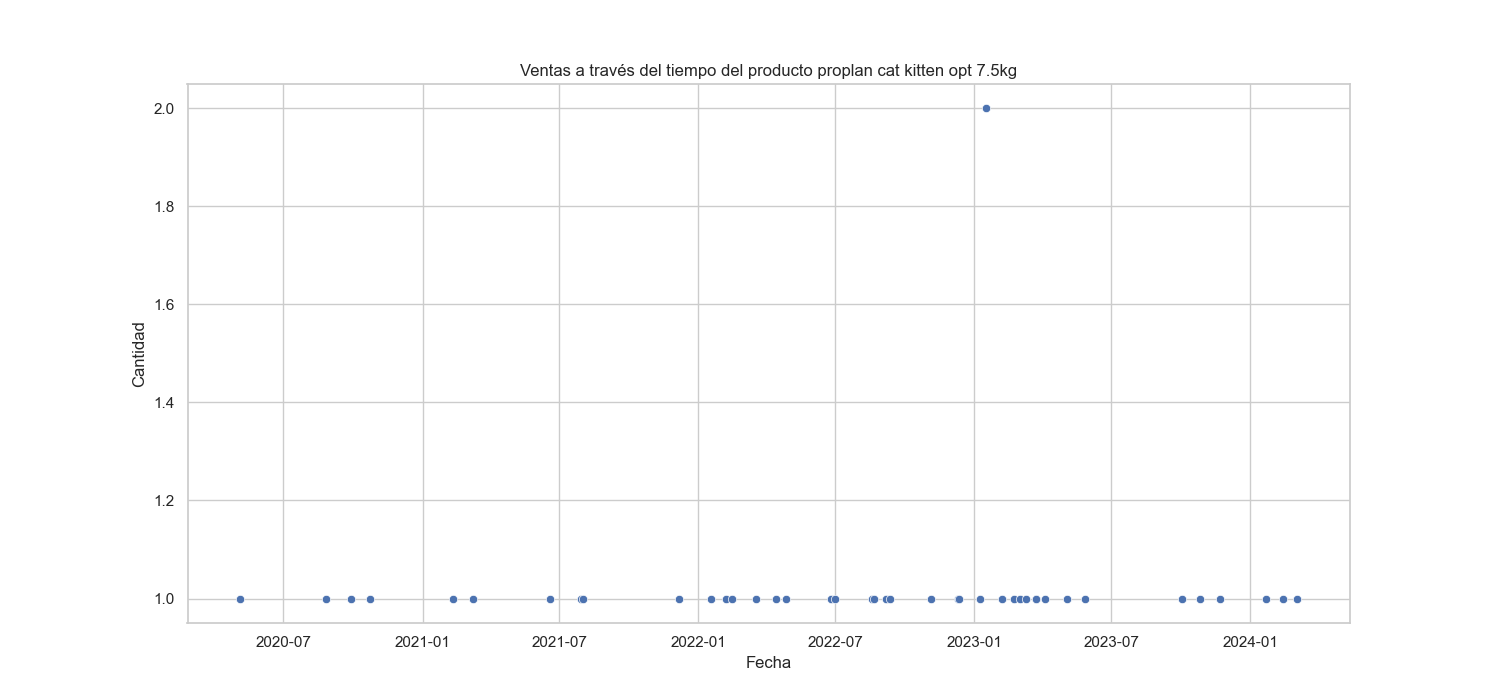 Ventas a través del tiempo del producto proplan cat kitten opt 7.5kg
2.0
1.8
1.6
1.4
1.2
1.0
Cantidad
2020-07 2021-01 2021-07 2022-01 2022-07 2023-01 2023-07 2024-01
Fecha